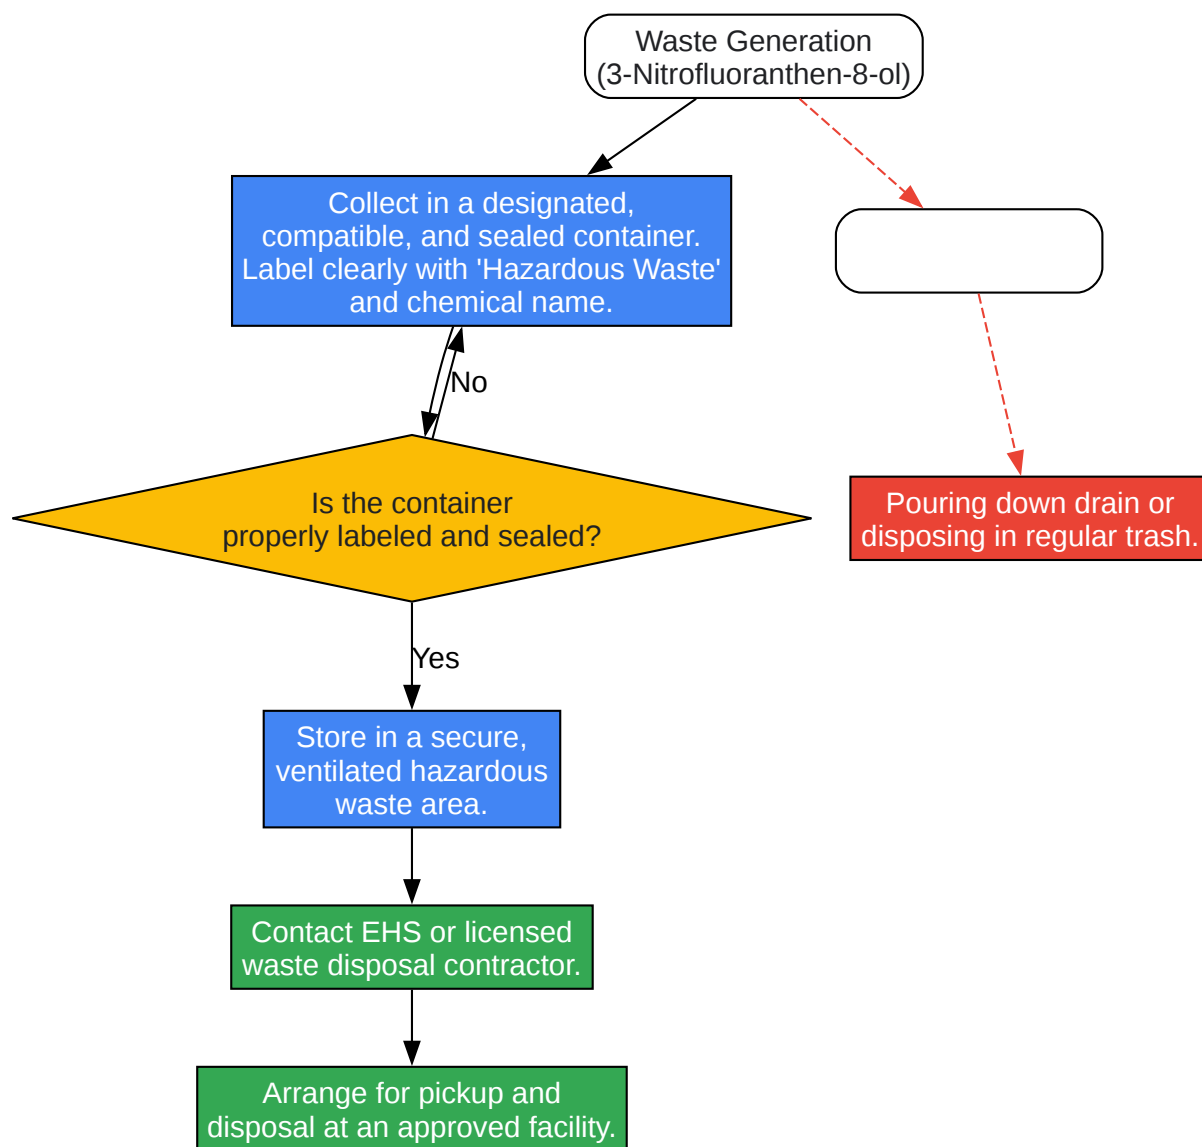 Waste Generation
(3-Nitrofluoranthen-8-ol)
Collect in a designated,
compatible, and sealed container.
Label clearly with 'Hazardous Waste'
and chemical name.
No
Is the container
properly labeled and sealed?
Pouring down drain or
disposing in regular trash.
Yes
Store in a secure,
ventilated hazardous
waste area.
Contact EHS or licensed
waste disposal contractor.
Arrange for pickup and
disposal at an approved facility.